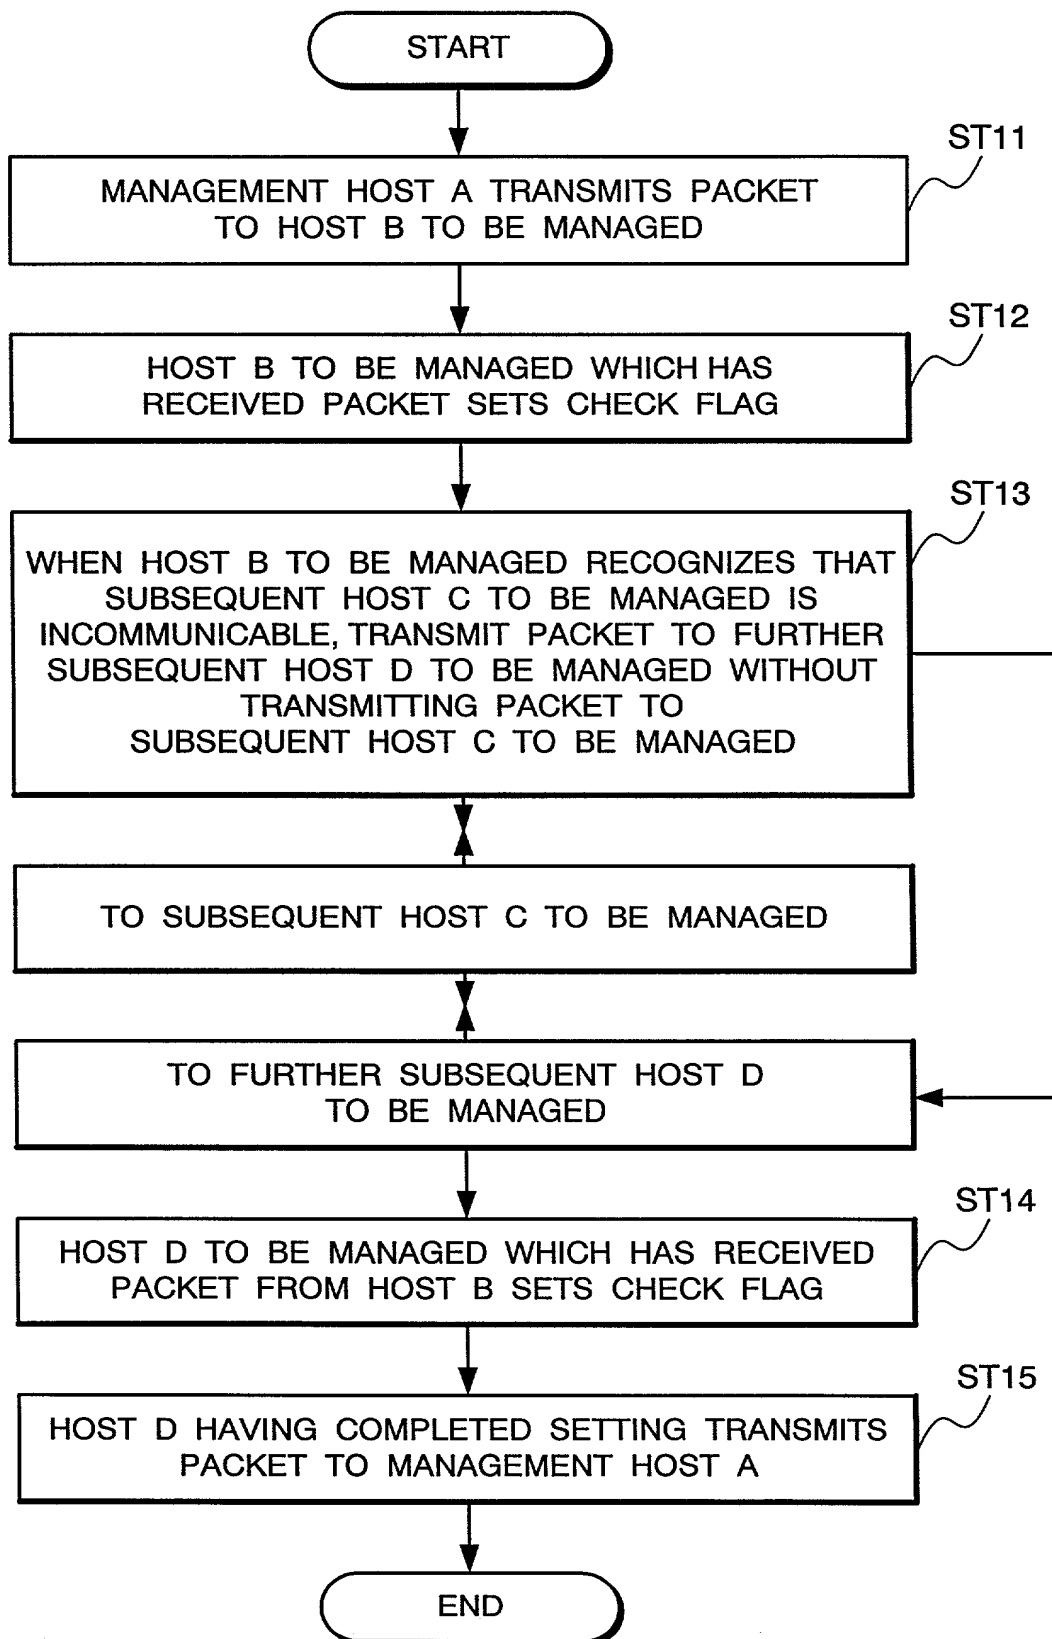 START
ST11
MANAGEMENT HOST A TRANSMITS PACKET
TO HOST B TO BE MANAGED
ST12
HOST B TO BE MANAGED WHICH HAS
RECEIVED PACKET SETS CHECK FLAG
ST13
WHEN HOST B TO BE MANAGED RECOGNIZES THAT
SUBSEQUENT HOST C TO BE MANAGED IS
INCOMMUNICABLE, TRANSMIT PACKET TO FURTHER
SUBSEQUENT HOST D TO BE MANAGED WITHOUT
TRANSMITTING PACKET TO
SUBSEQUENT HOST C TO BE MANAGED
TO SUBSEQUENT HOST C TO BE MANAGED
TO FURTHER SUBSEQUENT HOST D
TO BE MANAGED
ST14
HOST D TO BE MANAGED WHICH HAS RECEIVED
PACKET FROM HOST B SETS CHECK FLAG
ST15
HOST D HAVING COMPLETED SETTING TRANSMITS
PACKET TO MANAGEMENT HOST A
END